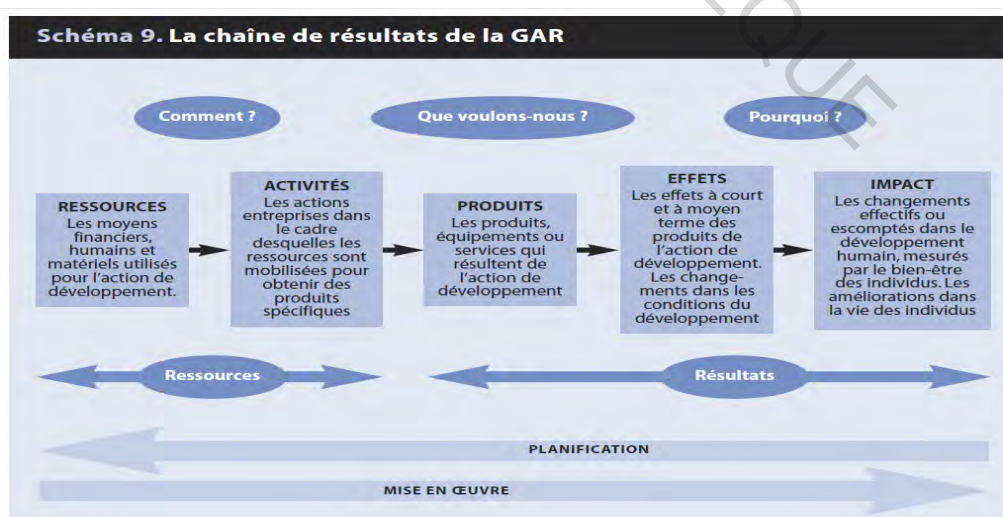 Schéma 9. La chaîne de résultats de la GAR
Comment ?
Que voulons-nous ?
Pourquoi ?
RESSOURCES
Les moyens
financiers,
humains et
matériels utilisés
pour l'action de
développement.
ACTIVITÉS
Les actions
entreprises dans
le cadre
desquelles les
ressources sont
mobilisées pour
obtenir des
produits
spécifiques
PRODUITS
Les produits,
équipements ou
services qui
résultent de
l'action de
développement
EFFETS
Les effets à court
et à moyen
terme des
produits de
l'action de
développement.
Les change-
ments dans les
conditions du
développement
IMPACT
Les changements
effectifs ou
escomptés dans le
développement
humain, mesurés
par le bien-être
des individus. Les
améliorations dans
la vie des individus
Ressources
Résultats
PLANIFICATION
MISE EN ŒUVRE
QUE